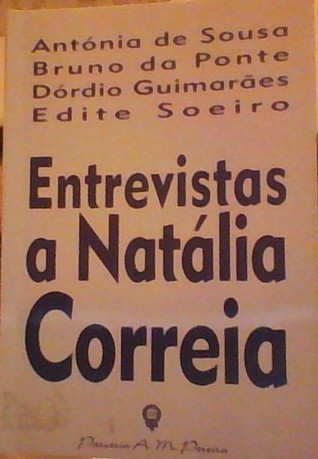 Antónia de Sousa
Bruno da Ponte
Dórdio Guimarães
Edite Soeiro
Entrevistas
a Natália
Correia
Parceria A. M. Pereira